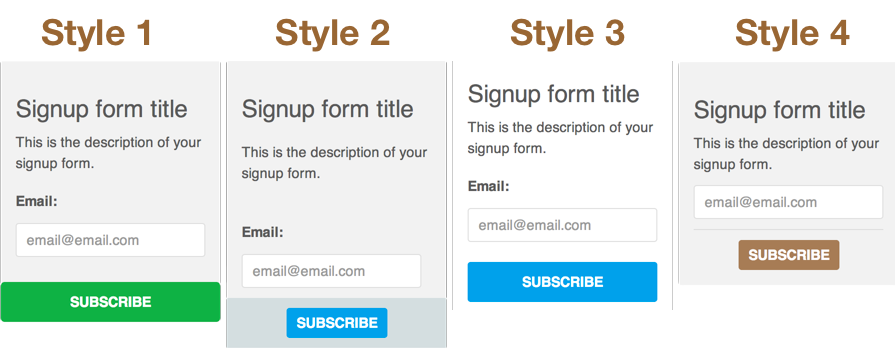 Style 1
Signup form title
This is the description of your
signup form.
Email:
email@email.com
SUBSCRIBE
Style 2
Signup form title
This is the description of your
signup form.
Email:
email@email.com
SUBSCRIBE
Style 3
Signup form title
This is the description of your
signup form.
Email:
email@email.com
SUBSCRIBE
Style 4
Signup form title
This is the description of your
signup form.
email@email.com
SUBSCRIBE